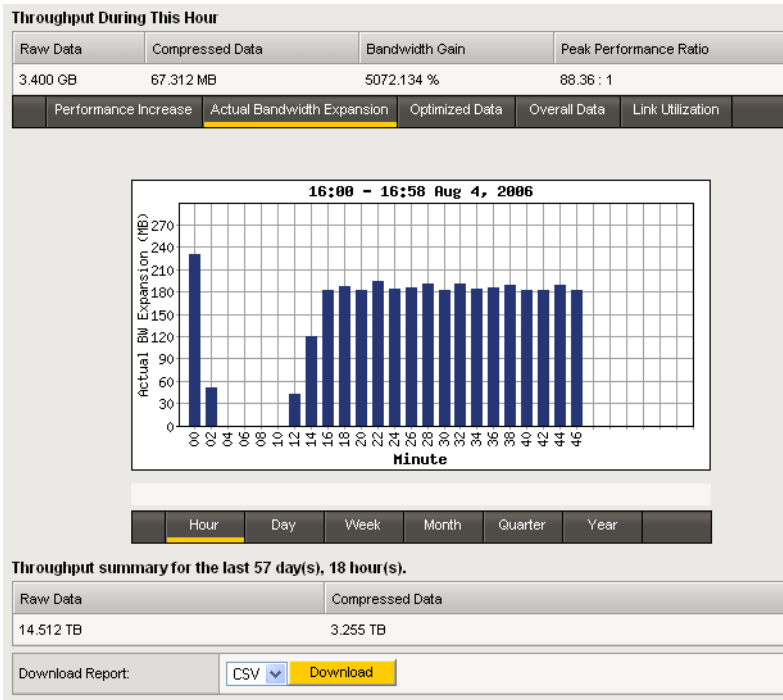 Throughput During This Hour
Raw Data Compressed Data Bandwidth Gain Peak Performance Ratio
3.400 GB 67.312 MB 5072.134 % 88.36 : 1
Performance Increase Actual Bandwidth Expansion Optimized Data Overall Data Link Utilization
16:00 - 16:58 Aug 4, 2006
Actual BW Expansion (MB)
270
240
210
180
150
120
90
60
30
0
00 02 04 06 08 10 12 14 16 18 20 22 24 26 28 30 32 34 36 38 40 42 44 46
Minute
Hour Day Week Month Quarter Year
Throughput summary for the last 57 day(s), 18 hour(s).
Raw Data Compressed Data
14.512 TB 3.255 TB
Download Report: CSV Download